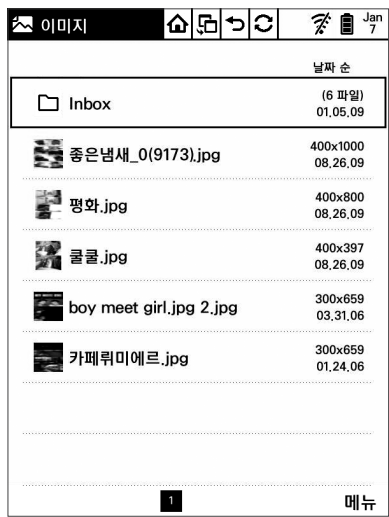 이미지
Jan
7
날짜 순
Inbox
(6 파일)
01.05.09
좋은냄새_0(9173).jpg
400x1000
08.26.09
평화.jpg
400x800
08.26.09
쿨쿨.jpg
400x397
08.26.09
boy meet girl.jpg 2.jpg
300x659
03.31.06
카페뤼미에르.jpg
300x659
01.24.06
1
메뉴